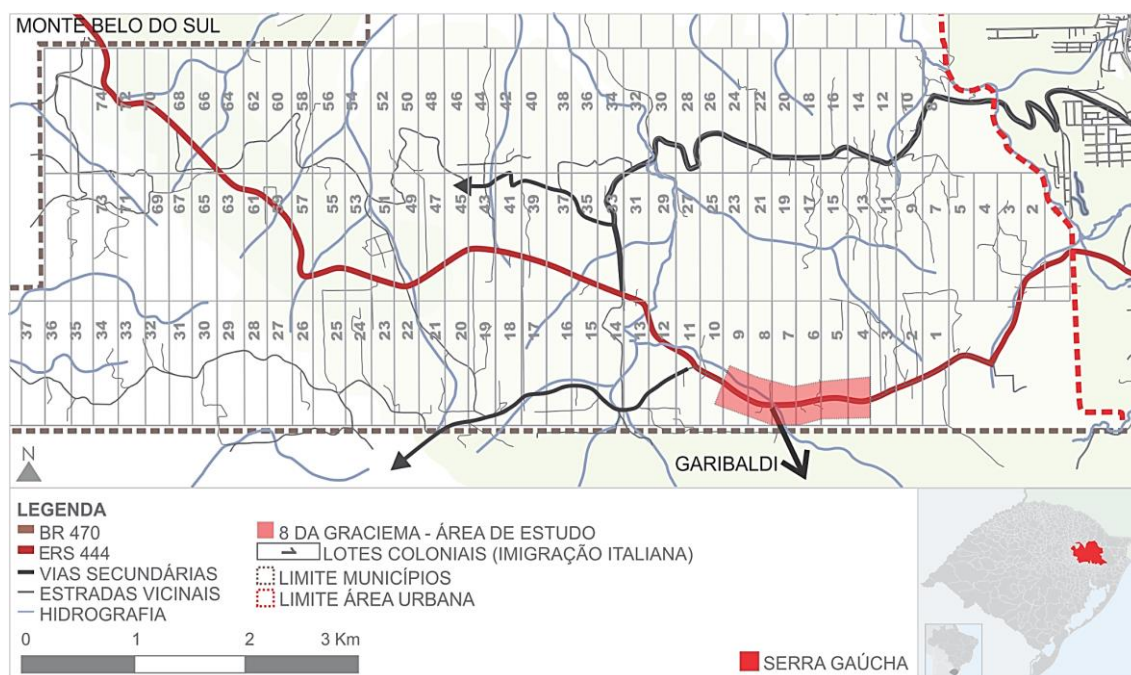 MONTE BELO DO SUL
74 72 70 68 66 64 62 60 58 56 54 52 50 48 46 44 42 40 38 36 34 32 30 28 26 24 22 20 18 16 14 12 10 8
73 71 69 67 65 63 61 59 57 55 53 51 49 47 45 43 41 39 37 35 33 31 29 27 25 23 21 19 17 15 13 11 9 7 5 4 3 2 1
37 36 35 34 33 32 31 30 29 28 27 26 25 24 23 22 21 20 19 18 17 16 15 14 13 12 11 10 9 8 7 6 5 4 3 2 1
N
GARIBALDI
LEGENDA
BR 470
ERS 444
VIAS SECUNDÁRIAS
ESTRADAS VICINAIS
HIDROGRAFIA
8 DA GRACIEMA - ÁREA DE ESTUDO
LOTES COLONIAIS (IMIGRAÇÃO ITALIANA)
LIMITE MUNICÍPIOS
LIMITE ÁREA URBANA
0 1 2 3 Km
SERRA GAÚCHA